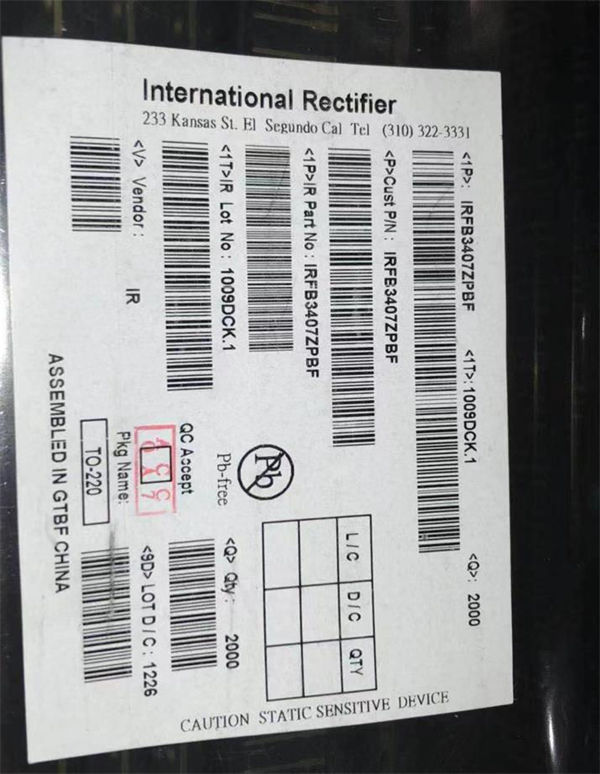 International Rectifier
233 Kansas St. El Segundo Cal Tel (310) 322-3331
<1P>: IRFB3407ZPBF <1T>:1009DCK.1 <Q>: 2000
<P>Cust P/N : IRFB3407ZPBF
<1P>IR Part No : IRFB3407ZPBF
<1T>IR Lot No : 1009DCK.1
<V> Vendor : IR
L/C D/C QTY
Pb
Pb-free
QC Accept
Pkg Name:
TO-220
<Q> Qty : 2000
<9D> LOT D/C : 1226
ASSEMBLED IN GTBF CHINA
CAUTION STATIC SENSITIVE DEVICE